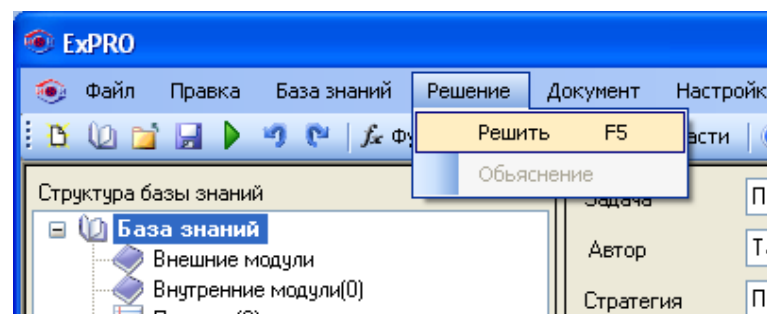 ExPRO
Файл Правка База знаний Решение Документ
Решить F5
Обьяснение
Структура базы знаний
База знаний
Внешние модули
Внутренние модули(0)
Задача
Автор
Стратегия